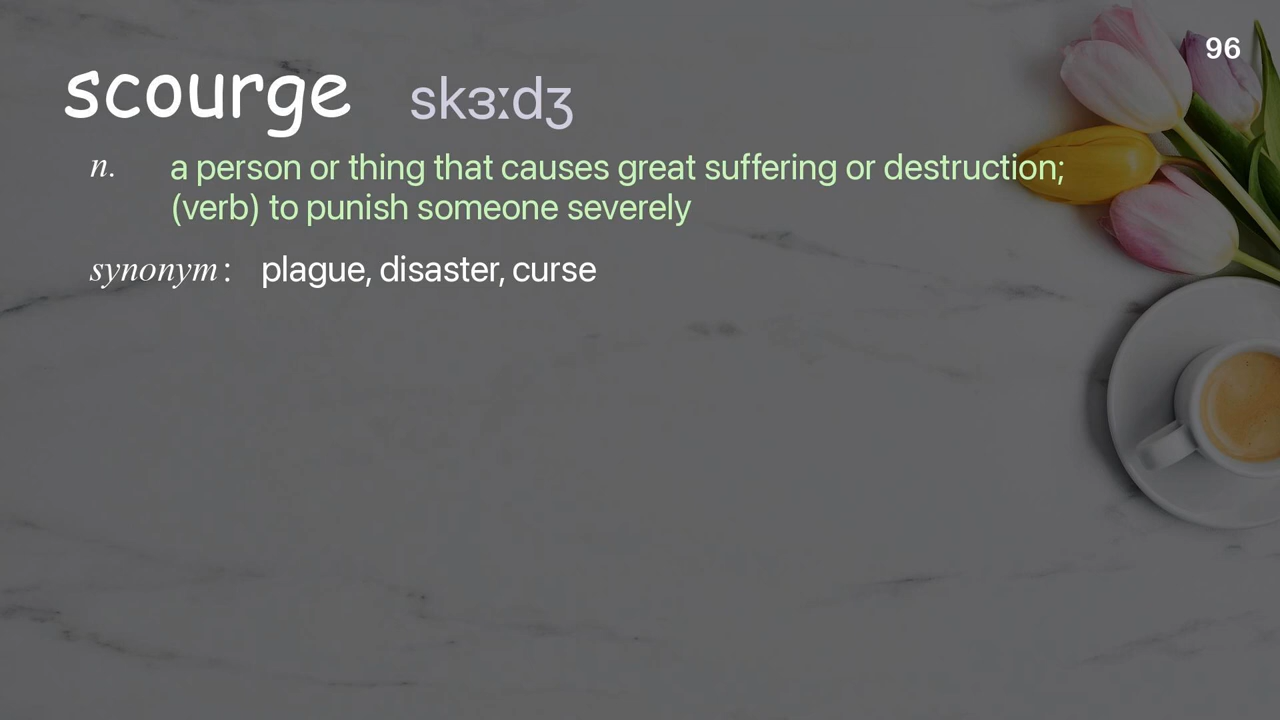 96
scourge skɜːdʒ
n. a person or thing that causes great suffering or destruction;
(verb) to punish someone severely
synonym : plague, disaster, curse